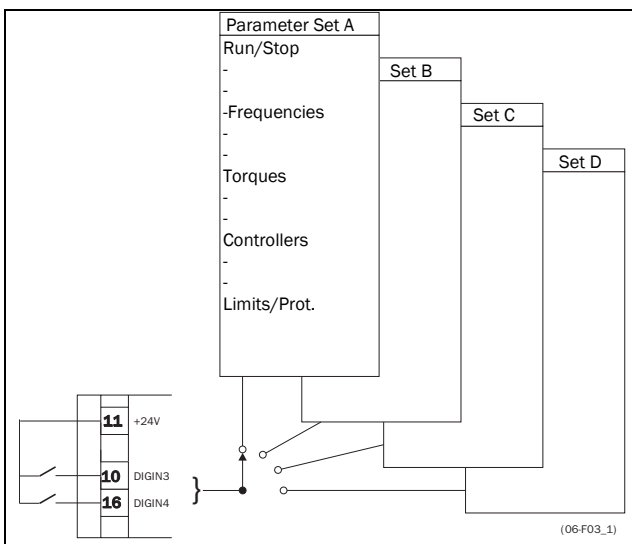 Parameter Set A
Run/Stop
-
-
-Frequencies
-
-
Torques
-
-
Controllers
-
-
Limits/Prot.
Set B
Set C
Set D
11 +24V
10 DIGIN3
16 DIGIN4
}
(06-F03_1)